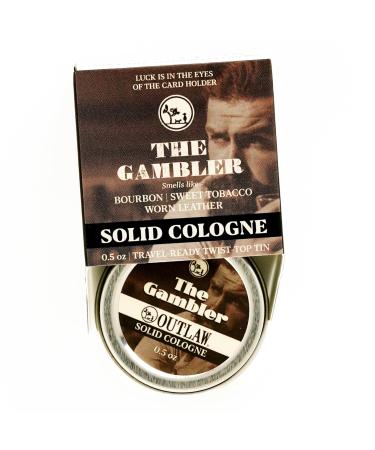 LUCK IS IN THE EYES
OF THE CARD HOLDER
THE
GAMBLER
Smells like
BOURBON | SWEET TOBACCO
WORN LEATHER
SOLID COLOGNE
0.5 oz | TRAVEL-READY TWIST-TOP TIN
The
Gambler
OUTLAW
SOLID COLOGNE
0.5 oz